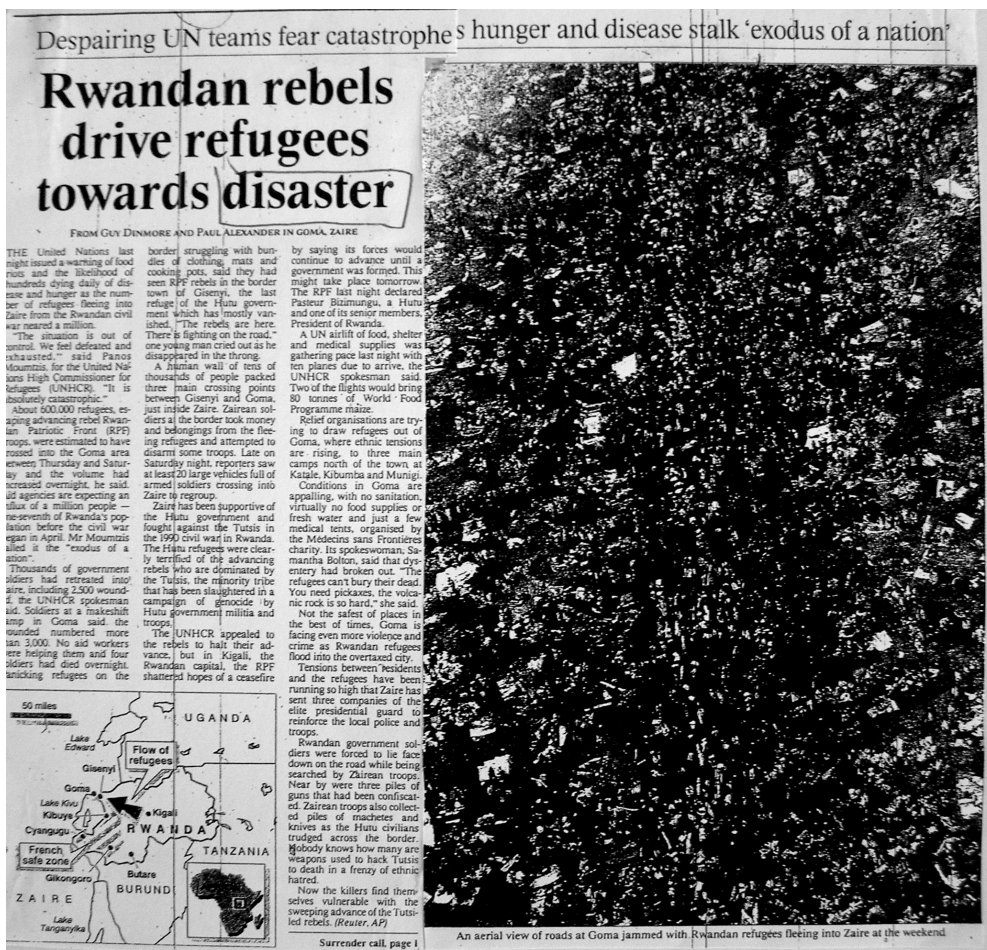 Despairing UN teams fear catastrophe s hunger and disease stalk 'exodus of a nation'
Rwandan rebels
drive refugees
towards disaster
FROM GUY DINMORE AND PAUL ALEXANDER IN GOMA, ZAIRE
THE United Nations last
night issued a warning of food
riots and the likelihood of
hundreds dying daily of dis-
ease and hunger as the num-
ber of refugees fleeing into
Zaire from the Rwandan civil
war neared a million.
"The situation is out of
control. We feel defeated and
exhausted," said Panos
Moumtzis, for the United Nat
ions High Commissioner for
Refugees (UNHCR). "It is
absolutely catastrophic."
About 600,000 refugees, es-
aping advancing rebel Rwan-
an Patriotic Front (RPF)
roops, were estimated to have
rossed into the Goma area
etween Thursday and Satur-
ay and the volume had
ncreased overnight, he said.
id agencies are expecting an
flux of a million people —
ne-seventh of Rwanda's pop-
lation before the civil war
egan in April. Mr Moumtzis
alled it the "exodus of a
ation".
Thousands of government
oldiers had retreated into
aire, including 2,500 wound-
d, the UNHCR spokesman
aid. Soldiers at a makeshift
amp in Goma said the
ounded numbered more
an 3,000. No aid workers
ere helping them and four
oldiers had died overnight.
anicking refugees on the
border struggling with bun-
dles of clothing, mats and
cooking pots, said they had
seen RPF rebels in the border
town of Gisenyi, the last
refuge of the Hutu govern-
ment which has mostly van-
ished. "The rebels are here.
There is fighting on the road,"
one young man cried out as he
disappeared in the throng.
A human wall of tens of
thousands of people packed
three main crossing points
between Gisenyi and Goma,
just inside Zaire. Zairean sol-
diers at the border took money
and belongings from the flee-
ing refugees and attempted to
disarm some troops. Late on
Saturday night, reporters saw
at least 20 large vehicles full of
armed soldiers crossing into
Zaire to regroup.
Zaire has been supportive of
the Hutu government and
fought against the Tutsis in
the 1990 civil war in Rwanda.
The Hutu refugees were clear-
ly terrified of the advancing
rebels who are dominated by
the Tutsis, the minority tribe
that has been slaughtered in a
campaign of genocide by
Hutu government militia and
troops.
The UNHCR appealed to
the rebels to halt their ad-
vance, but in Kigali, the
Rwandan capital, the RPF
shattered hopes of a ceasefire
by saying its forces would
continue to advance until a
government was formed. This
might take place tomorrow.
The RPF last night declared
Pasteur Bizimungu, a Hutu
and one of its senior members,
President of Rwanda.
A UN airlift of food, shelter
and medical supplies was
gathering pace last night with
ten planes due to arrive, the
UNHCR spokesman said.
Two of the flights would bring
80 tonnes of World Food
Programme maize.
Relief organisations are try-
ing to draw refugees out of
Goma, where ethnic tensions
are rising, to three main
camps north of the town at
Katale, Kibumba and Munigi.
Conditions in Goma are
appalling, with no sanitation,
virtually no food supplies or
fresh water and just a few
medical tents, organised by
the Médecins sans Frontières
charity. Its spokeswoman, Sa-
mantha Bolton, said that dys-
entery had broken out. "The
refugees can't bury their dead.
You need pickaxes, the volca-
nic rock is so hard," she said.
Not the safest of places in
the best of times, Goma is
facing even more violence and
crime as Rwandan refugees
flood into the overtaxed city.
Tensions between residents
and the refugees have been
running so high that Zaire has
sent three companies of the
elite presidential guard to
reinforce the local police and
troops.
Rwandan government sol-
diers were forced to lie face
down on the road while being
searched by Zairean troops.
Near by were three piles of
guns that had been confiscat-
ed. Zairean troops also collect-
ed piles of machetes and
knives as the Hutu civilians
trudged across the border.
Nobody knows how many are
weapons used to hack Tutsis
to death in a frenzy of ethnic
hatred.
Now the killers find them-
selves vulnerable with the
sweeping advance of the Tutsi-
led rebels. (Reuter, AP)
Surrender call, page 1
50 miles
UGANDA
Lake
Edward
Flow of
refugees
Gisenyi
Goma
Lake Kivu
Kibuye
Kigali
RWANDA
Cyangugu
TANZANIA
French
safe zone
Butare
Gikongoro
BURUNDI
ZAIRE
Lake
Tanganyika
An aerial view of roads at Goma jammed with Rwandan refugees fleeing into Zaire at the weekend